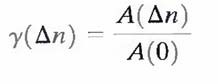 γ(Δn) = A(Δn) / A(0)